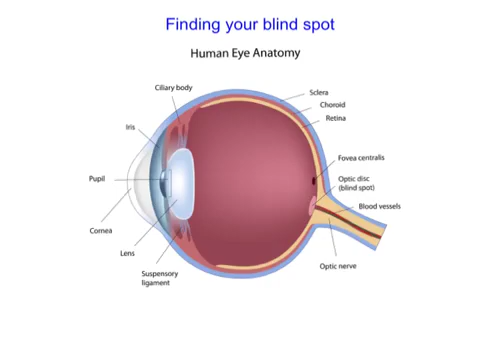 Finding your blind spot
Human Eye Anatomy
Ciliary body
Sclera
Choroid
Retina
Iris
Fovea centralis
Pupil
Optic disc
(blind spot)
Blood vessels
Cornea
Lens
Optic nerve
Suspensory
ligament